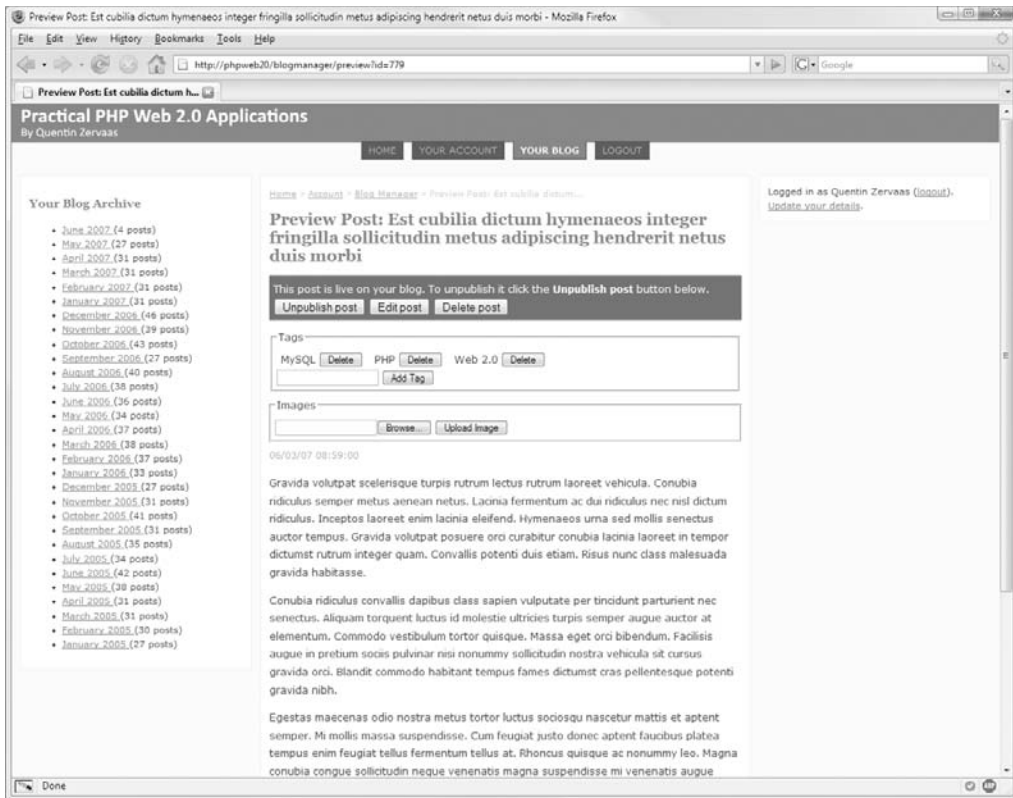 Preview Post: Est cubilia dictum hymenaeos integer fringilla sollicitudin metus adipiscing hendrerit netus duis morbi - Mozilla Firefox
File Edit View History Bookmarks Tools Help
http://phpweb20/blogmanager/preview?id=779
Google
Preview Post: Est cubilia dictum h...
Practical PHP Web 2.0 Applications
By Quentin Zervaas
HOME YOUR ACCOUNT YOUR BLOG LOGOUT
Your Blog Archive
June 2007 (4 posts)
May 2007 (27 posts)
April 2007 (31 posts)
March 2007 (31 posts)
February 2007 (31 posts)
January 2007 (31 posts)
December 2006 (46 posts)
November 2006 (39 posts)
October 2006 (43 posts)
September 2006 (27 posts)
August 2006 (40 posts)
July 2006 (38 posts)
June 2006 (36 posts)
May 2006 (34 posts)
April 2006 (37 posts)
March 2006 (38 posts)
February 2006 (37 posts)
January 2006 (33 posts)
December 2005 (27 posts)
November 2005 (31 posts)
October 2005 (41 posts)
September 2005 (31 posts)
August 2005 (35 posts)
July 2005 (34 posts)
June 2005 (42 posts)
May 2005 (38 posts)
April 2005 (31 posts)
March 2005 (31 posts)
February 2005 (30 posts)
January 2005 (27 posts)
Home > Account > Blog Manager > Preview Post: Est cubilia dictum...
Preview Post: Est cubilia dictum hymenaeos integer
fringilla sollicitudin metus adipiscing hendrerit netus
duis morbi
This post is live on your blog. To unpublish it click the Unpublish post button below.
Unpublish post Edit post Delete post
Tags
MySQL Delete PHP Delete Web 2.0 Delete
Add Tag
Images
Browse... Upload Image
06/03/07 08:59:00
Gravida volutpat scelerisque turpis rutrum lectus rutrum laoreet vehicula. Conubia
ridiculus semper metus aenean netus. Lacinia fermentum ac dui ridiculus nec nisl dictum
ridiculus. Inceptos laoreet enim lacinia eleifend. Hymenaeos urna sed mollis senectus
auctor tempus. Gravida volutpat posuere orci curabitur conubia lacinia laoreet in tempor
dictumst rutrum integer quam. Convallis potenti duis etiam. Risus nunc class malesuada
gravida habitasse.
Conubia ridiculus convallis dapibus class sapien vulputate per tincidunt parturient nec
senectus. Aliquam torquent luctus id molestie ultricies turpis semper augue auctor at
elementum. Commodo vestibulum tortor quisque. Massa eget orci bibendum. Facilisis
augue in pretium sociis pulvinar nisi nonummy sollicitudin nostra vehicula sit cursus
gravida orci. Blandit commodo habitant tempus fames dictumst cras pellentesque potenti
gravida nibh.
Egestas maecenas odio nostra metus tortor luctus sociosqu nascetur mattis et aptent
semper. Mi mollis massa suspendisse. Cum feugiat justo donec aptent faucibus platea
tempus enim feugiat tellus fermentum tellus at. Rhoncus quisque ac nonummy leo. Magna
conubia congue sollicitudin neque venenatis magna suspendisse mi venenatis augue
Logged in as Quentin Zervaas (logout).
Update your details.
Done
ABP